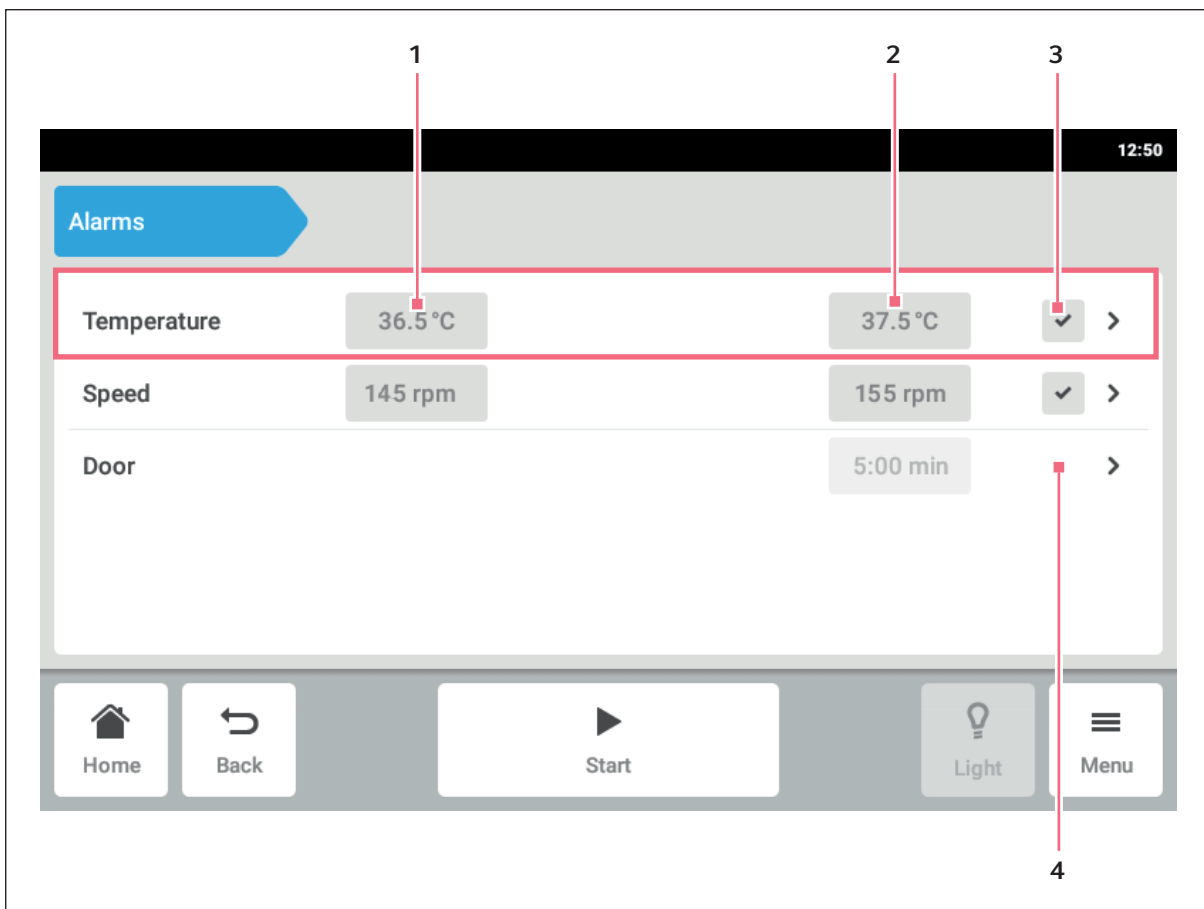 1 2 3
12:50
Alarms
Temperature 36.5 °C 37.5 °C
Speed 145 rpm 155 rpm
Door 5:00 min
Home Back Start Light Menu
4